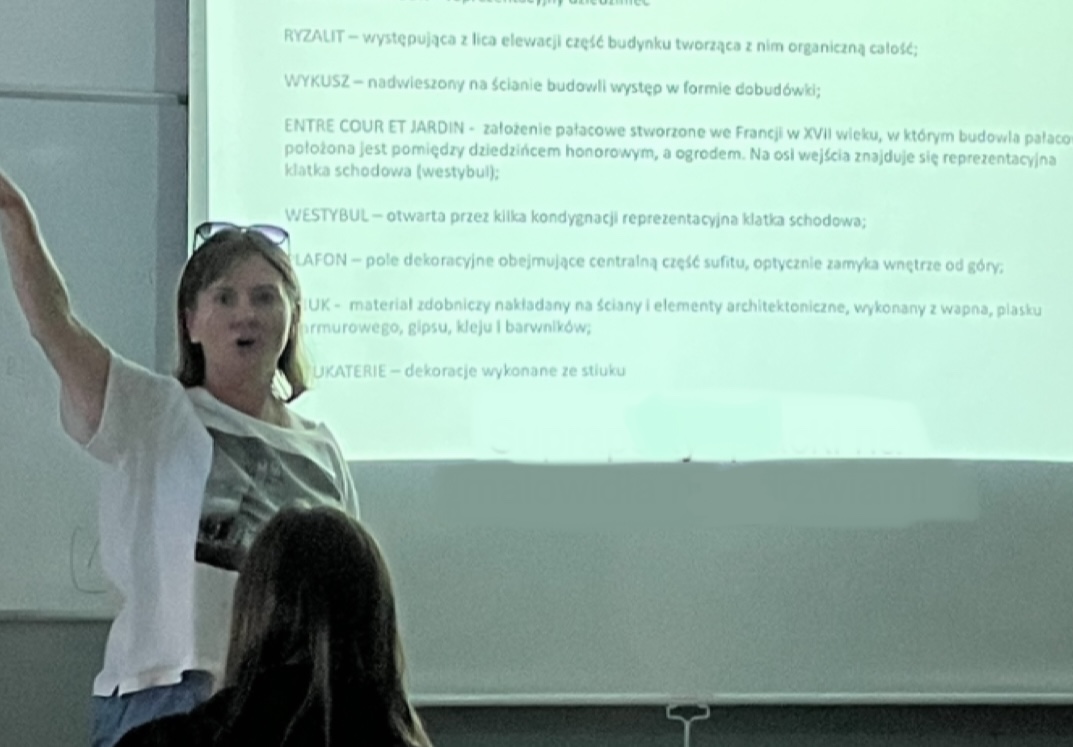 RYZALIT – występująca z lica elewacji część budynku tworząca z nim organiczną całość;
WYKUSZ – nadwieszony na ścianie budowli występ w formie dobudówki;
ENTRE COUR ET JARDIN - założenie pałacowe stworzone we Francji w XVII wieku, w którym budowla pałaco
położona jest pomiędzy dziedzińcem honorowym, a ogrodem. Na osi wejścia znajduje się reprezentacyjna
klatka schodowa (westybul);
WESTYBUL – otwarta przez kilka kondygnacji reprezentacyjna klatka schodowa;
LAFON – pole dekoracyjne obejmujące centralną część sufitu, optycznie zamyka wnętrze od góry;
IUK - materiał zdobniczy nakładany na ściany i elementy architektoniczne, wykonany z wapna, piasku
armurowego, gipsu, kleju i barwników;
UKATERIE – dekoracje wykonane ze stiuku